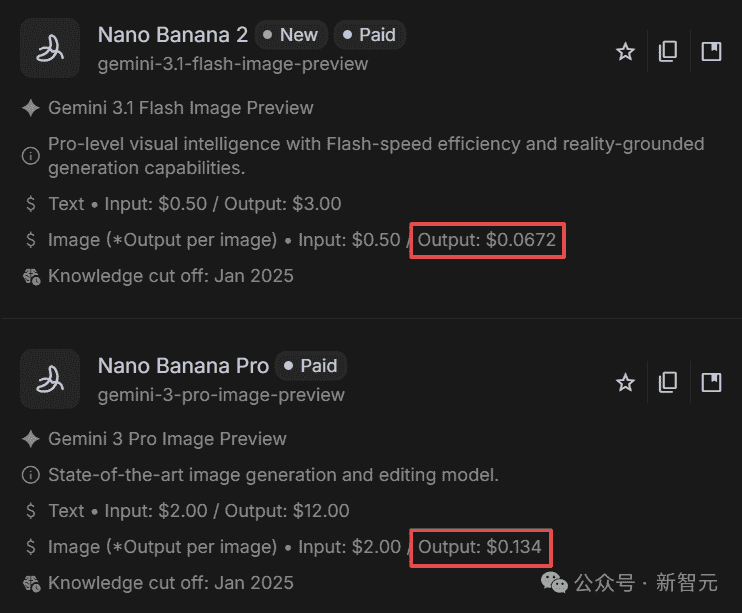 Nano Banana 2 • New • Paid
gemini-3.1-flash-image-preview
Gemini 3.1 Flash Image Preview
Pro-level visual intelligence with Flash-speed efficiency and reality-grounded
generation capabilities.
$ Text • Input: $0.50 / Output: $3.00
$ Image (*Output per image) • Input: $0.50 / Output: $0.0672
Knowledge cut off: Jan 2025
Nano Banana Pro • Paid
gemini-3-pro-image-preview
Gemini 3 Pro Image Preview
State-of-the-art image generation and editing model.
$ Text • Input: $2.00 / Output: $12.00
$ Image (*Output per image) • Input: $2.00 / Output: $0.134
Knowledge cut off: Jan 2025
公众号 · 新智元